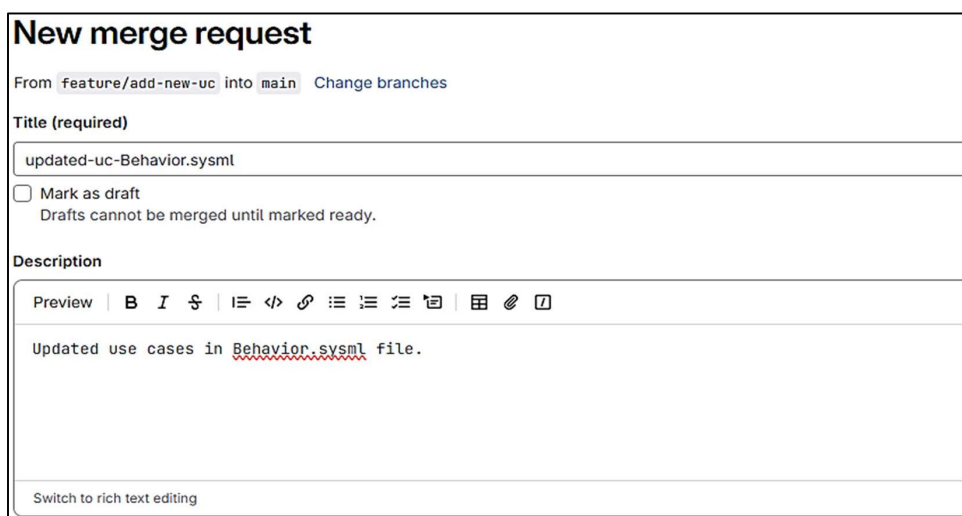 New merge request
From feature/add-new-uc into main Change branches
Title (required)
updated-uc-Behavior.sysml
Mark as draft
Drafts cannot be merged until marked ready.
Description
Preview B I S
Updated use cases in Behavior.sysml file.
Switch to rich text editing